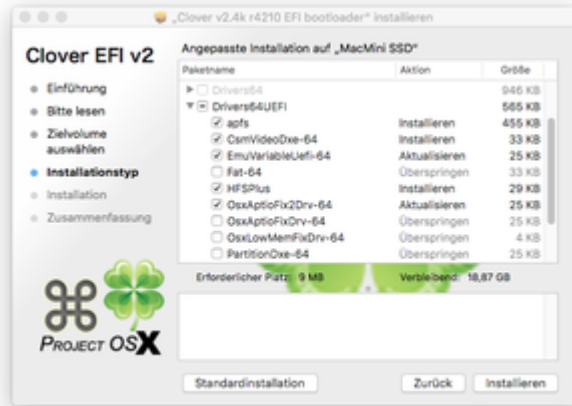 „Clover v2.4k r4210 EFI bootloader" installieren
Clover EFI v2
Angepasste Installation auf „MacMini SSD"
Paketname Aktion Größe
Einführung
Bitte lesen
Zielvolume
auswählen
Installationstyp
Installation
Zusammenfassung
Drivers64 946 KB
Drivers64UEFI 565 KB
apfs Installieren 455 KB
CsmVideoDxe-64 Installieren 33 KB
EmuVariableUefi-64 Aktualisieren 25 KB
Fat-64 Überspringen 33 KB
HFSPlus Installieren 29 KB
OsxAptioFix2Drv-64 Aktualisieren 25 KB
OsxAptioFixDrv-64 Überspringen 25 KB
OsxLowMemFixDrv-64 Überspringen 4 KB
PartitionDxe-64 Überspringen 25 KB
Erforderlicher Platz: 9 MB Verbleibend: 18,87 GB
PROJECT OSX
Standardinstallation Zurück Installieren